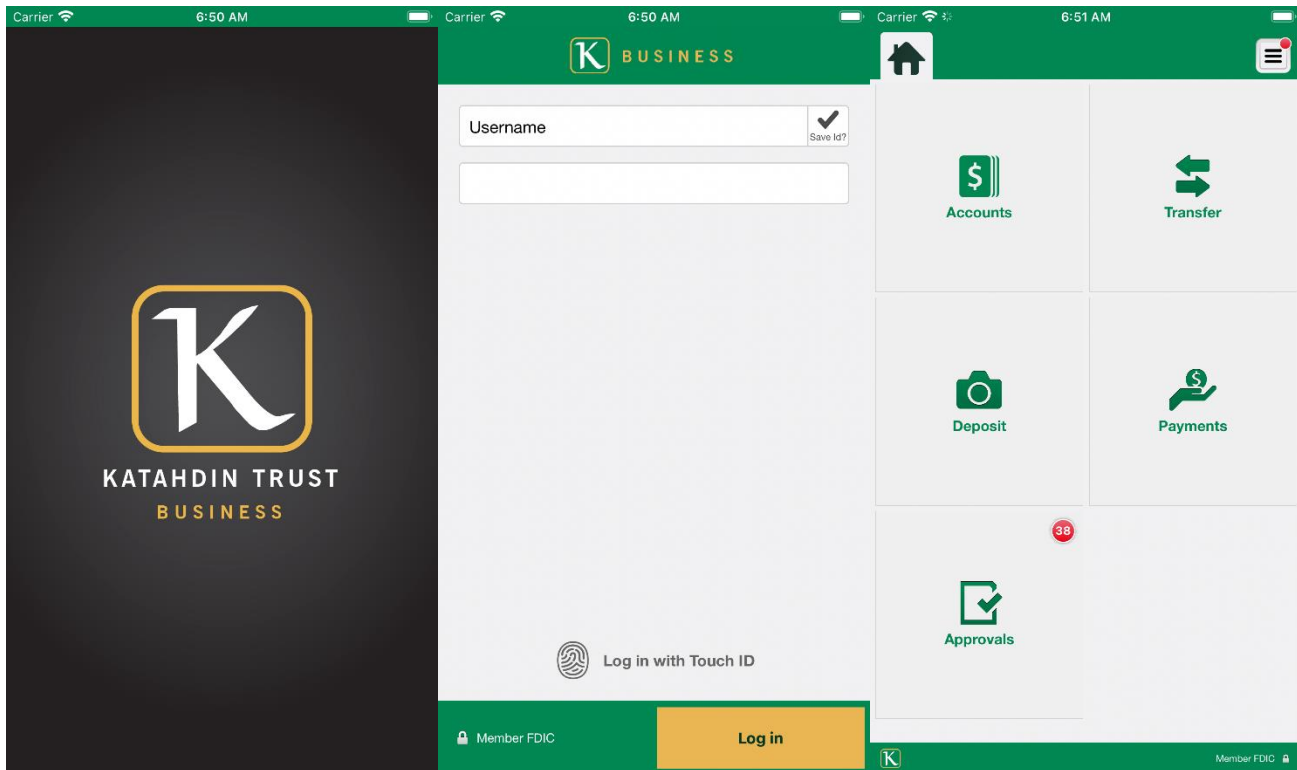 Carrier 6:50 AM
K
KATAHDIN TRUST
BUSINESS
Carrier 6:50 AM
K BUSINESS
Username
Save Id?
Log in with Touch ID
Member FDIC
Log in
Carrier 6:51 AM
$
Accounts
Transfer
Deposit
$
Payments
38
Approvals
K
Member FDIC